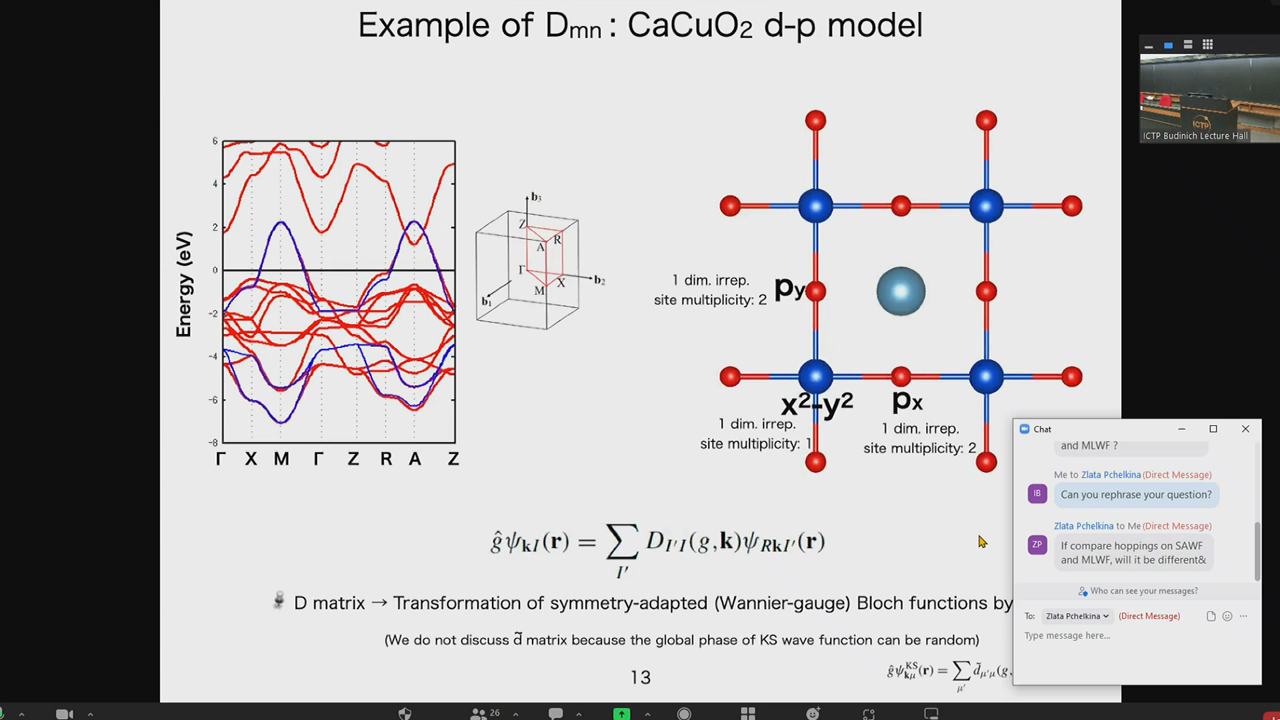 Example of Dmn : CaCuO2 d-p model
ICTP
ICTP Budinich Lecture Hall
Energy (eV)
6
4
2
0
-2
-4
-6
-8
Γ X M Γ Z R A Z
b3
Z
R
A
Γ
b2
X
M
b1
1 dim. irrep.
site multiplicity: 2
py
x²-y²
px
1 dim. irrep.
site multiplicity: 1
1 dim. irrep.
site multiplicity: 2
ĝψkI(r) = ∑I′ DI′I(g,k)ψRkI′(r)
D matrix → Transformation of symmetry-adapted (Wannier-gauge) Bloch functions by
(We do not discuss d̃ matrix because the global phase of KS wave function can be random)
13
ĝψKSkμ(r) = ∑μ′ d̃μ′μ(g,
Chat
and MLWF ?
Me to Zlata Pchelkina (Direct Message)
IB
Can you rephrase your question?
Zlata Pchelkina to Me (Direct Message)
ZP
If compare hoppings on SAWF
and MLWF, will it be different&
Who can see your messages?
To: Zlata Pchelkina (Direct Message)
Type message here...
26